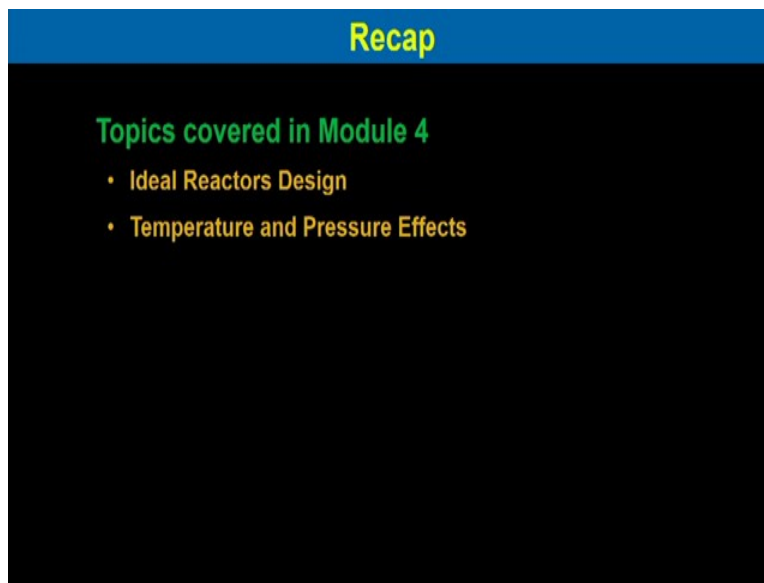 Recap
Topics covered in Module 4
• Ideal Reactors Design
• Temperature and Pressure Effects